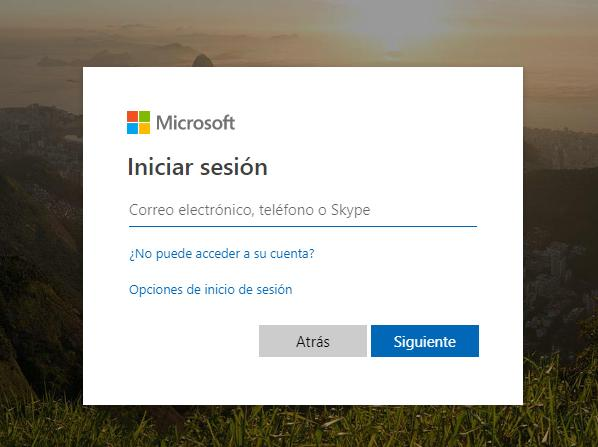 Microsoft
Iniciar sesión
Correo electrónico, teléfono o Skype
¿No puede acceder a su cuenta?
Opciones de inicio de sesión
Atrás
Siguiente